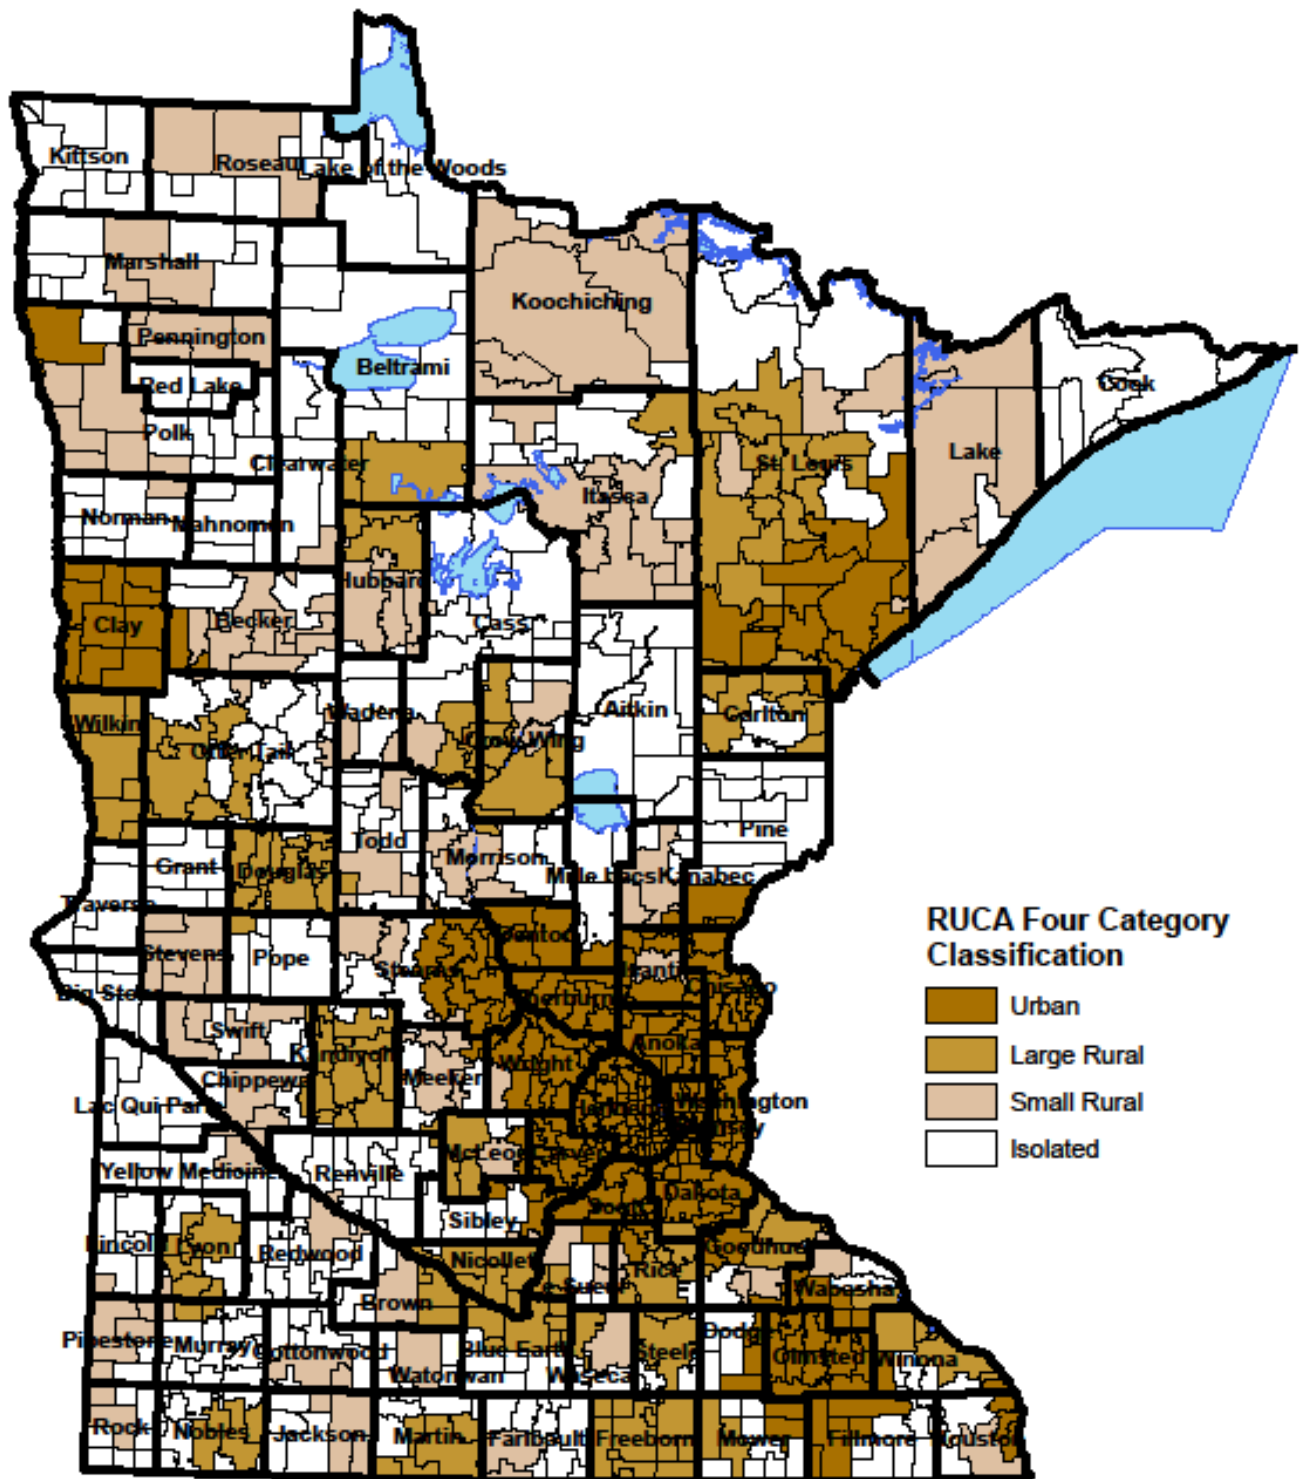 Kittson
Roseau
Lake of the Woods
Marshall
Koochiching
Pennington
Beltrami
Red Lake
Cook
Polk
Lake
Clearwater
St. Louis
Itasca
Norman
Mahnomen
Hubbard
Clay
Becker
Cass
Aitkin
Wilkin
Wadena
Carlton
Otter Tail
Crow Wing
Pine
Todd
Morrison
Grant
Douglas
Mille Lacs
Kanabec
Traverse
RUCA Four Category
Classification
Urban
Large Rural
Small Rural
Isolated
Stevens
Pope
Stearns
Benton
Isanti
Big Stone
Sherburne
Chisago
Swift
Kandiyohi
Anoka
Wright
Chippewa
Meeker
Lac Qui Parle
Washington
Ramsey
McLeod
Carver
Yellow Medicine
Renville
Dakota
Scott
Sibley
Lincoln
Lyon
Redwood
Nicollet
Goodhue
Rice
Le Sueur
Wabasha
Brown
Pipestone
Murray
Cottonwood
Watonwan
Blue Earth
Waseca
Steele
Dodge
Olmsted
Winona
Rock
Nobles
Jackson
Martin
Faribault
Freeborn
Mower
Fillmore
Houston